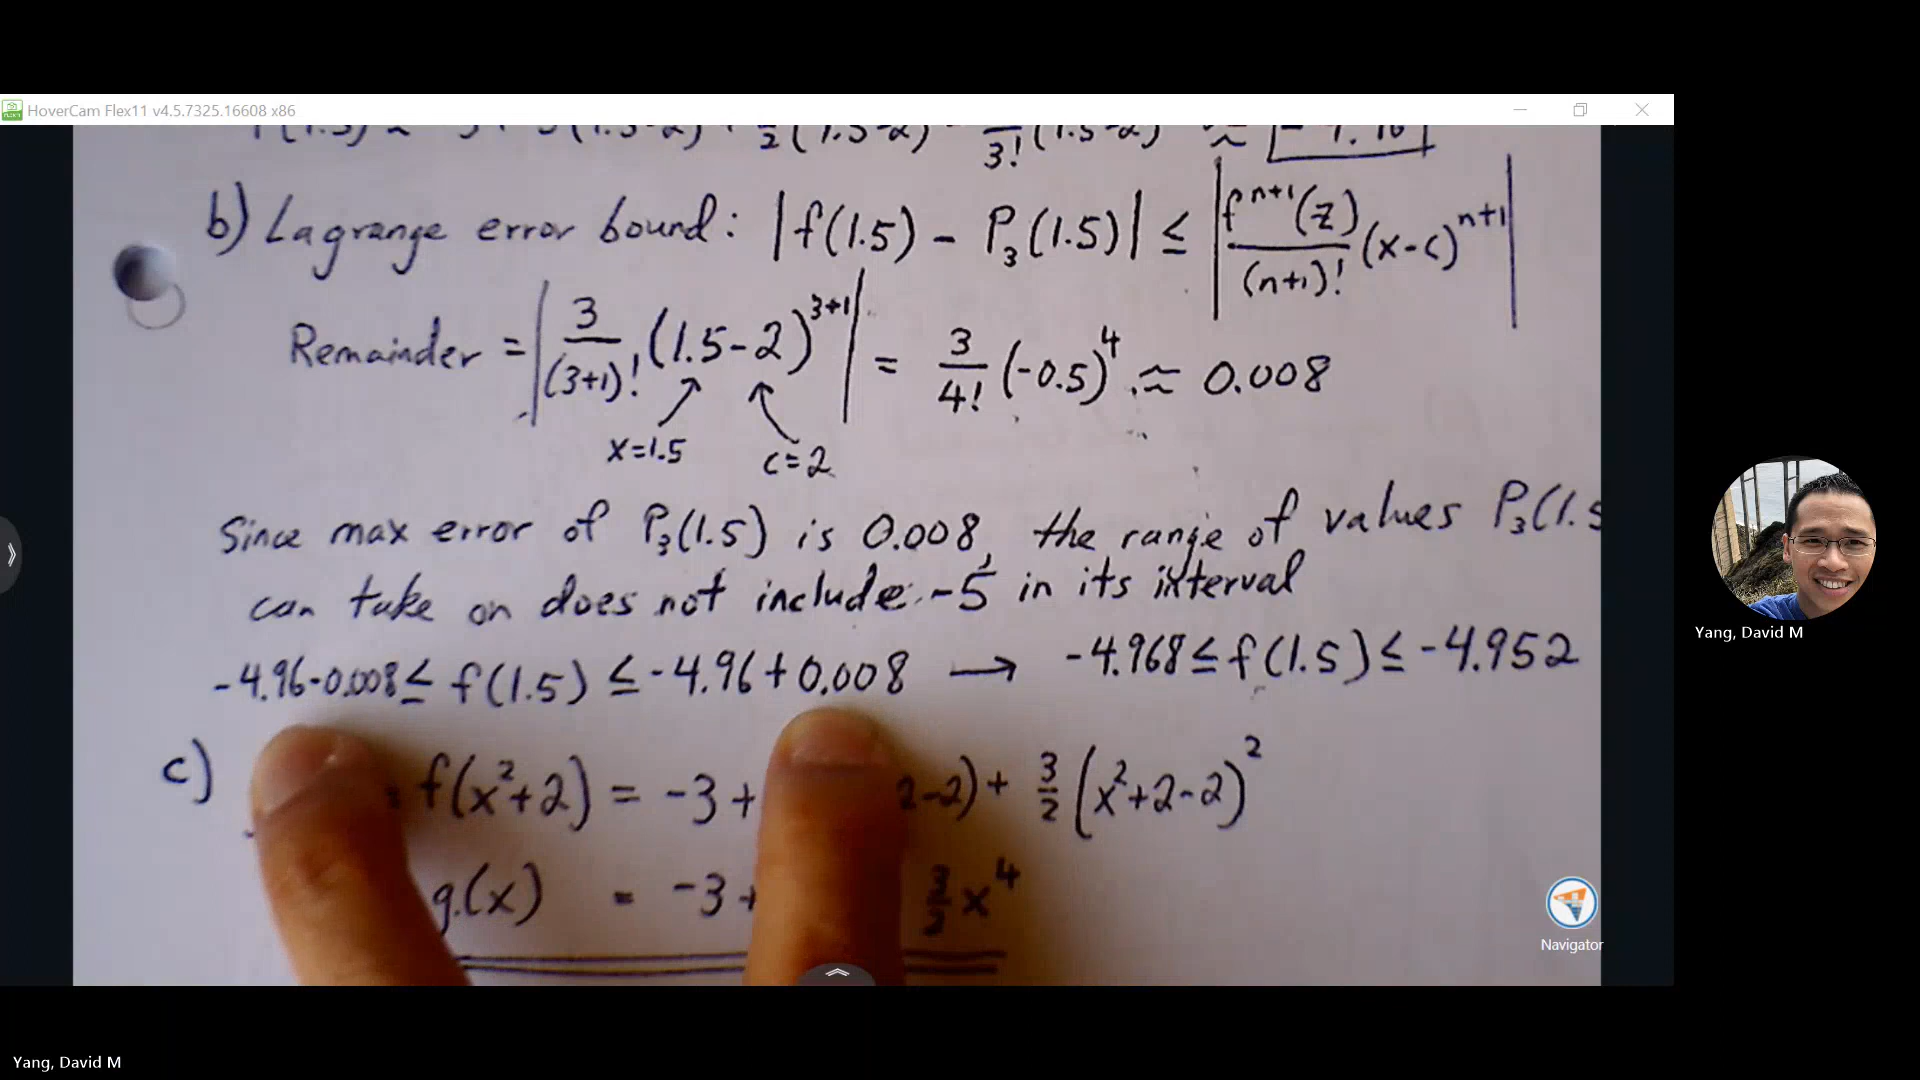 HoverCam Flex11 v4.5.7325.16608 x86
3!
b) Lagrange error bound: |f(1.5) - P₃(1.5)| ≤ |fⁿ⁺¹(z)/(n+1)! (x-c)ⁿ⁺¹|
Remainder = |3/(3+1)! (1.5-2)³⁺¹| = 3/4! (-0.5)⁴ ≈ 0.008
x=1.5 c=2
Since max error of P₃(1.5) is 0.008, the range of values P₃(1.5
can take on does not include -5 in its interval
-4.96-0.008 ≤ f(1.5) ≤ -4.96+0.008 → -4.968 ≤ f(1.5) ≤ -4.952
c) f(x²+2) = -3 + 2-2) + 3/2 (x²+2-2)²
g(x) = -3 + 3/2 x⁴
Navigator
Yang, David M
Yang, David M